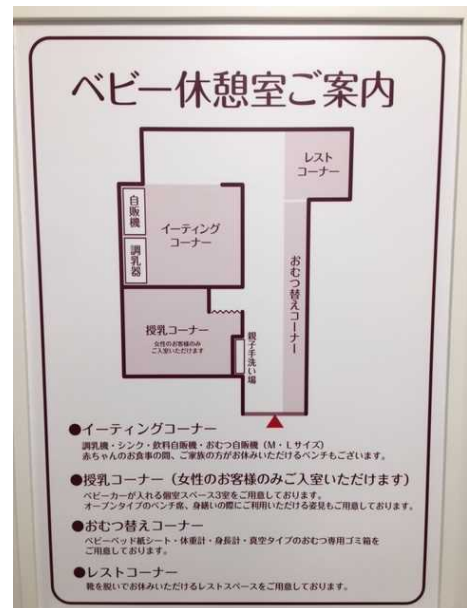 ベビー休憩室ご案内
レスト
コーナー
自販機
イーティング
コーナー
調乳器
おむつ替えコーナー
授乳コーナー
女性のお客様のみ
ご入室いただけます
親子手洗い場
●イーティングコーナー
調乳機・シンク・飲料自販機・おむつ自販機（M・Lサイズ）
赤ちゃんのお食事の間、ご家族の方がお休みいただけるベンチもございます。
●授乳コーナー（女性のお客様のみご入室いただけます）
ベビーカーが入れる個室スペース3室をご用意しております。
オープンタイプのベンチ席、身繕いの際にご利用いただける姿見もご用意しております。
●おむつ替えコーナー
ベビーベッド紙シート・体重計・身長計・真空タイプのおむつ専用ゴミ箱を
ご用意しております。
●レストコーナー
靴を脱いでお休みいただけるレストスペースをご用意しております。